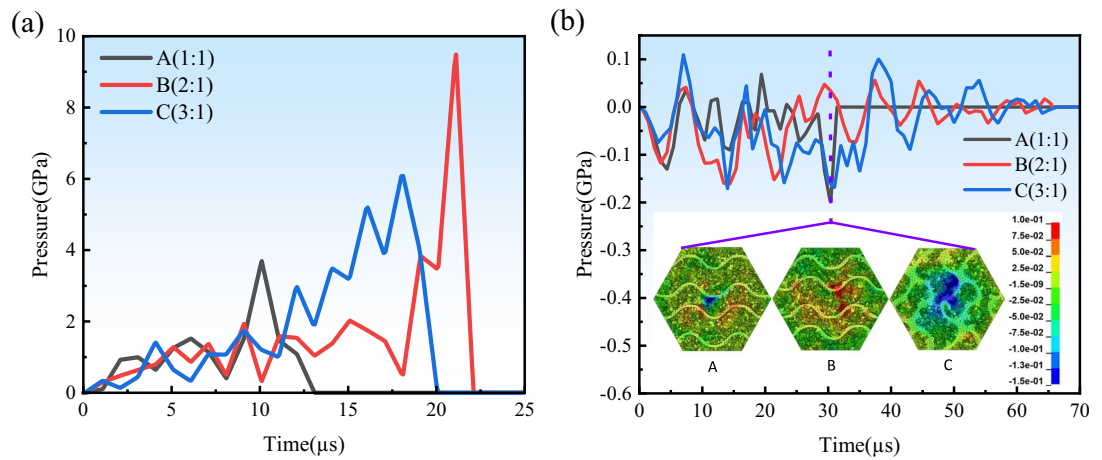 (a)
10
8
6
4
2
0
Pressure(GPa)
A(1:1)
B(2:1)
C(3:1)
0 5 10 15 20 25
Time(µs)
(b)
0.1
0.0
-0.1
-0.2
-0.3
-0.4
-0.5
-0.6
Pressure(GPa)
A(1:1)
B(2:1)
C(3:1)
1.0e-01
7.5e-02
5.0e-02
2.5e-02
-1.5e-09
-2.5e-02
-5.0e-02
-7.5e-02
-1.0e-01
-1.3e-01
-1.5e-01
A B C
0 10 20 30 40 50 60 70
Time(µs)